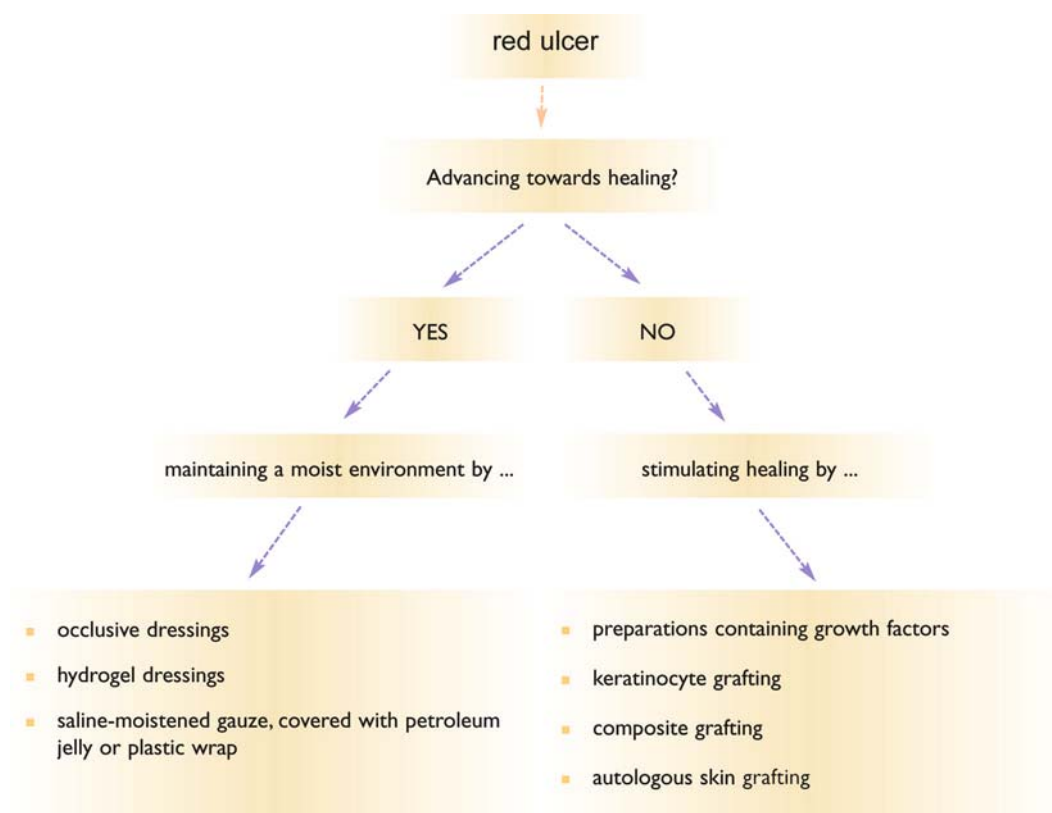 red ulcer
Advancing towards healing?
YES
NO
maintaining a moist environment by ...
stimulating healing by ...
occlusive dressings
hydrogel dressings
saline-moistened gauze, covered with petroleum
jelly or plastic wrap
preparations containing growth factors
keratinocyte grafting
composite grafting
autologous skin grafting